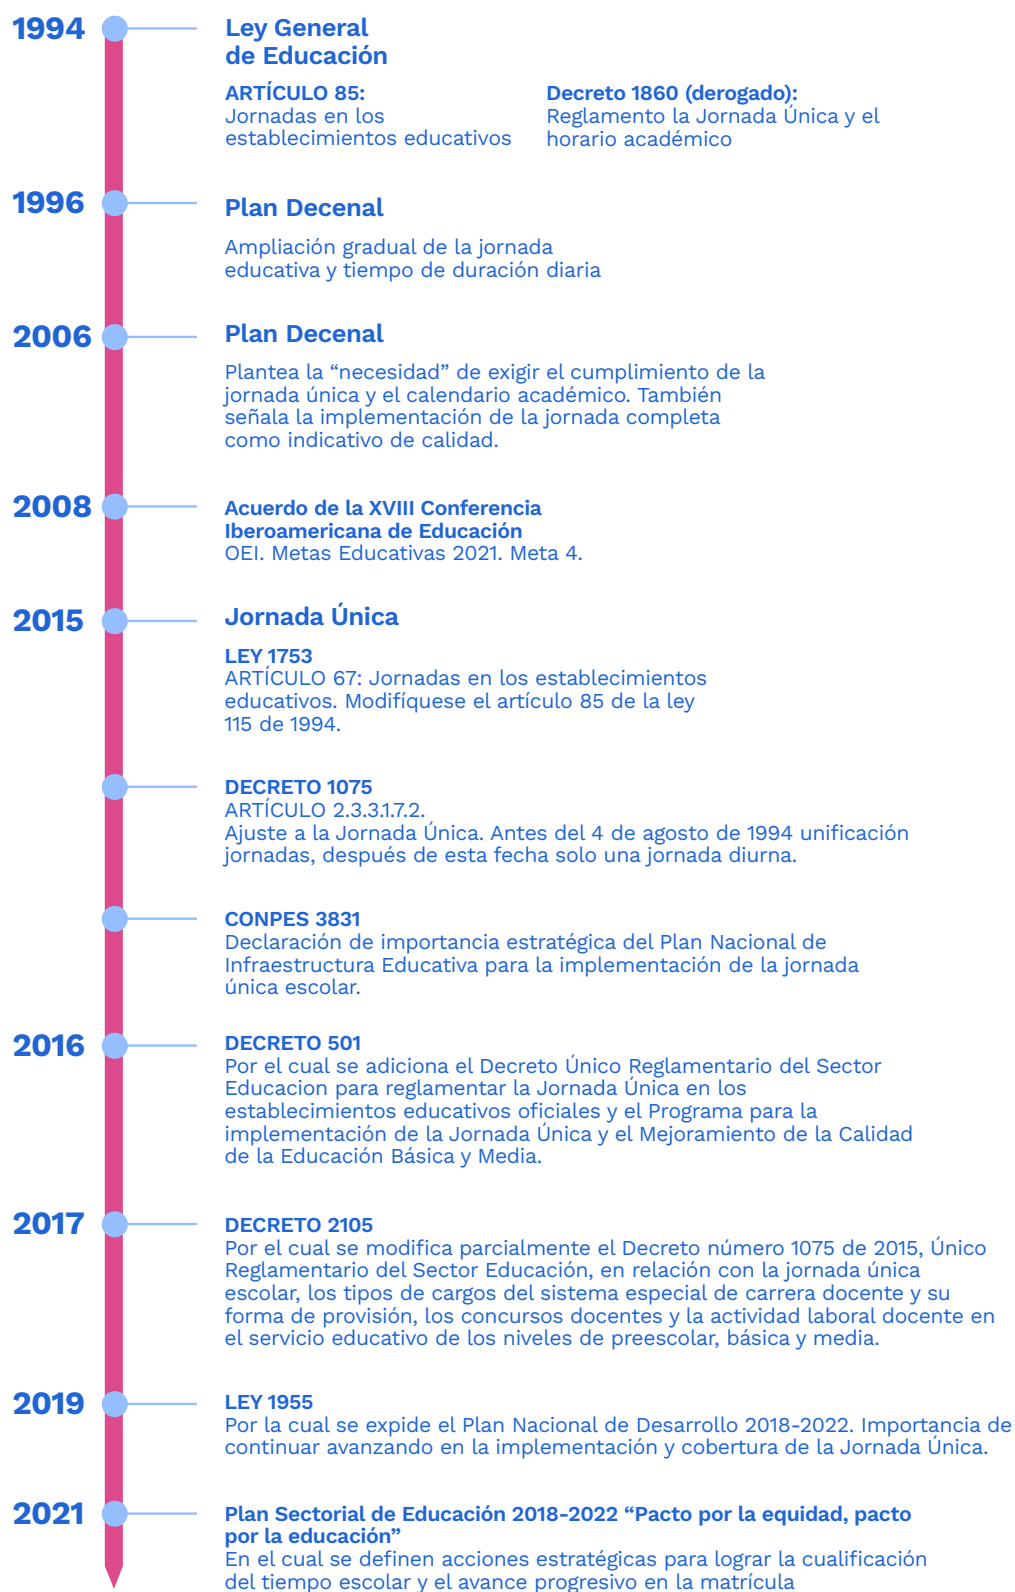 1994
Ley General
de Educación
ARTÍCULO 85:
Jornadas en los
establecimientos educativos
Decreto 1860 (derogado):
Reglamento la Jornada Única y el
horario académico
1996
Plan Decenal
Ampliación gradual de la jornada
educativa y tiempo de duración diaria
2006
Plan Decenal
Plantea la “necesidad” de exigir el cumplimiento de la
jornada única y el calendario académico. También
señala la implementación de la jornada completa
como indicativo de calidad.
2008
Acuerdo de la XVIII Conferencia
Iberoamericana de Educación
OEI. Metas Educativas 2021. Meta 4.
2015
Jornada Única
LEY 1753
ARTÍCULO 67: Jornadas en los establecimientos
educativos. Modifíquese el artículo 85 de la ley
115 de 1994.
DECRETO 1075
ARTÍCULO 2.3.3.1.7.2.
Ajuste a la Jornada Única. Antes del 4 de agosto de 1994 unificación
jornadas, después de esta fecha solo una jornada diurna.
CONPES 3831
Declaración de importancia estratégica del Plan Nacional de
Infraestructura Educativa para la implementación de la jornada
única escolar.
2016
DECRETO 501
Por el cual se adiciona el Decreto Único Reglamentario del Sector
Educacion para reglamentar la Jornada Única en los
establecimientos educativos oficiales y el Programa para la
implementación de la Jornada Única y el Mejoramiento de la Calidad
de la Educación Básica y Media.
2017
DECRETO 2105
Por el cual se modifica parcialmente el Decreto número 1075 de 2015, Único
Reglamentario del Sector Educación, en relación con la jornada única
escolar, los tipos de cargos del sistema especial de carrera docente y su
forma de provisión, los concursos docentes y la actividad laboral docente en
el servicio educativo de los niveles de preescolar, básica y media.
2019
LEY 1955
Por la cual se expide el Plan Nacional de Desarrollo 2018-2022. Importancia de
continuar avanzando en la implementación y cobertura de la Jornada Única.
2021
Plan Sectorial de Educación 2018-2022 “Pacto por la equidad, pacto
por la educación”
En el cual se definen acciones estratégicas para lograr la cualificación
del tiempo escolar y el avance progresivo en la matrícula